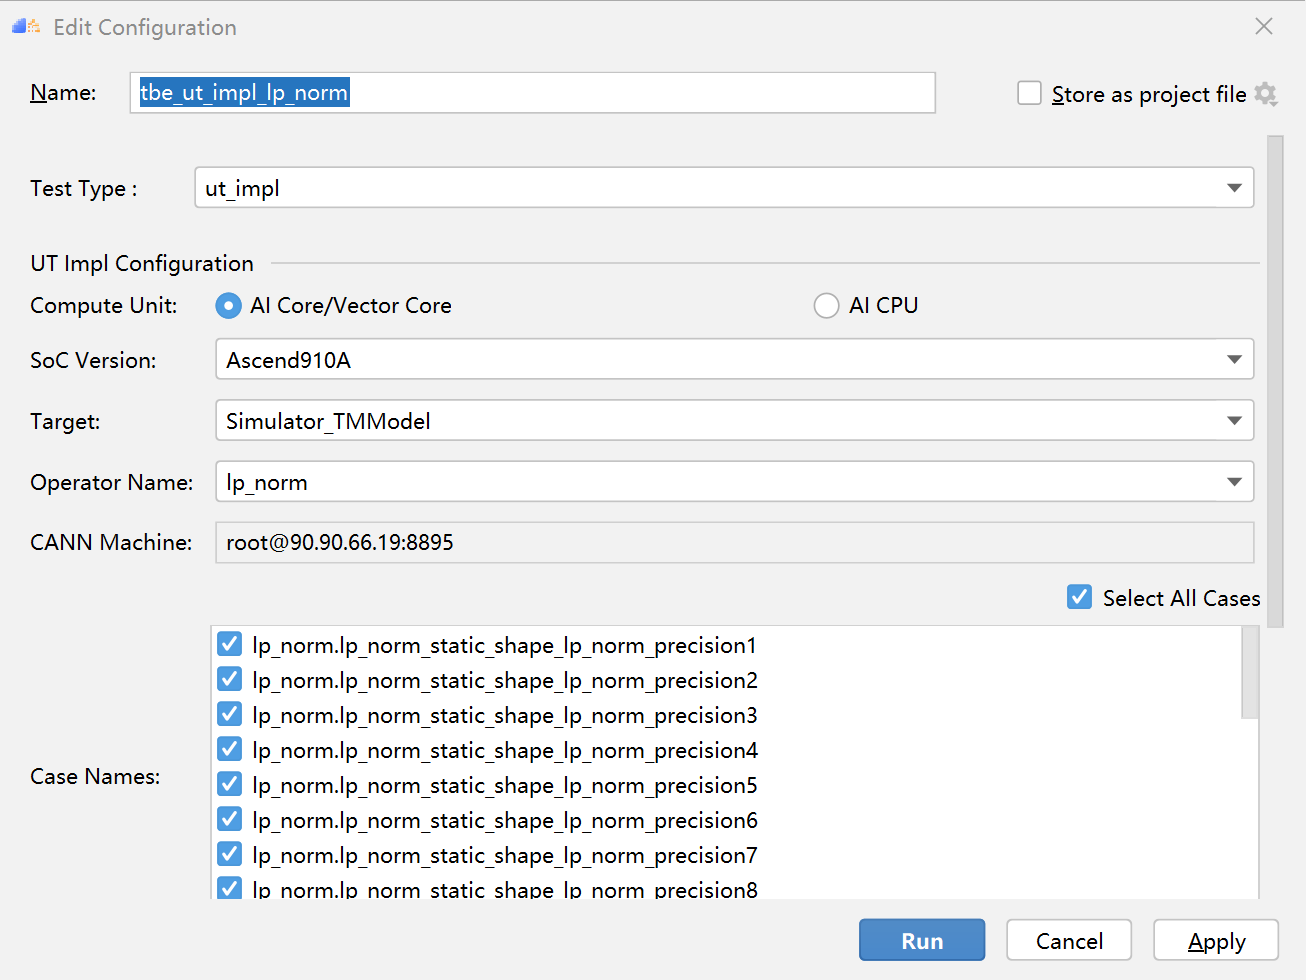 Edit Configuration
Name: tbe_ut_impl_lp_norm Store as project file
Test Type : ut_impl
UT Impl Configuration
Compute Unit: AI Core/Vector Core AI CPU
SoC Version: Ascend910A
Target: Simulator_TMModel
Operator Name: lp_norm
CANN Machine: root@90.90.66.19:8895
Select All Cases
Case Names:
lp_norm.lp_norm_static_shape_lp_norm_precision1
lp_norm.lp_norm_static_shape_lp_norm_precision2
lp_norm.lp_norm_static_shape_lp_norm_precision3
lp_norm.lp_norm_static_shape_lp_norm_precision4
lp_norm.lp_norm_static_shape_lp_norm_precision5
lp_norm.lp_norm_static_shape_lp_norm_precision6
lp_norm.lp_norm_static_shape_lp_norm_precision7
lp_norm.lp_norm_static_shape_lp_norm_precision8
Run Cancel Apply